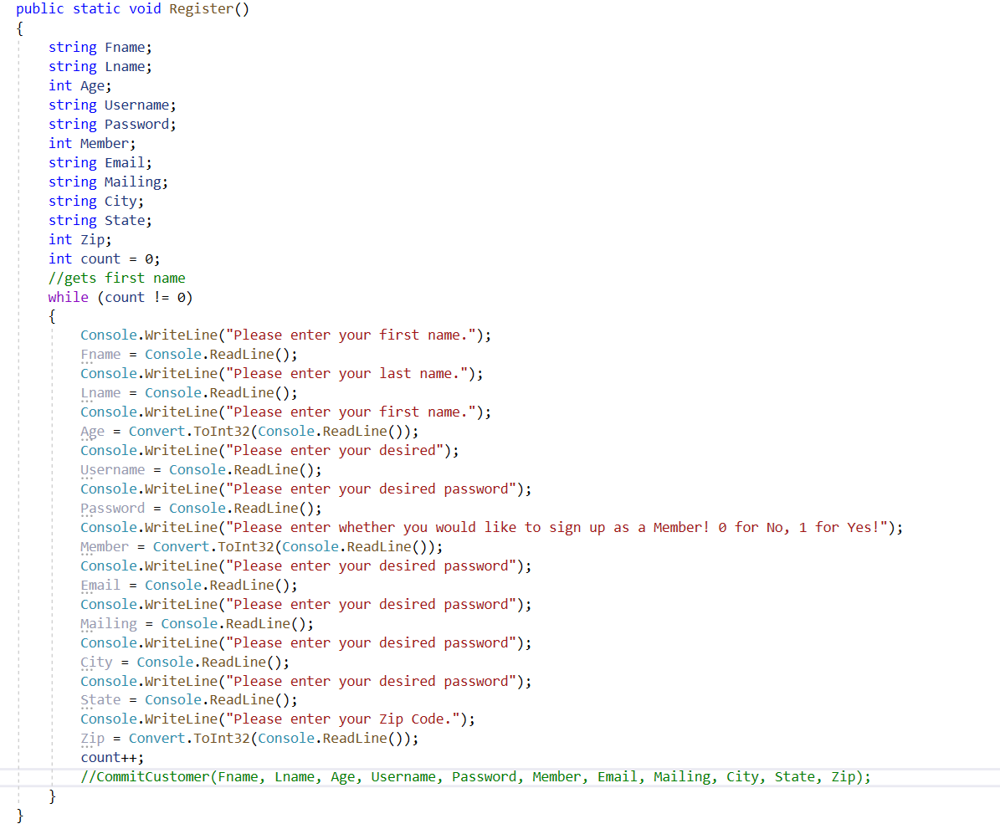 public static void Register()
{
string Fname;
string Lname;
int Age;
string Username;
string Password;
int Member;
string Email;
string Mailing;
string City;
string State;
int Zip;
int count = 0;
//gets first name
while (count != 0)
{
Console.WriteLine("Please enter your first name.");
Fname = Console.ReadLine();
Console.WriteLine("Please enter your last name.");
Lname = Console.ReadLine();
Console.WriteLine("Please enter your first name.");
Age = Convert.ToInt32(Console.ReadLine());
Console.WriteLine("Please enter your desired");
Username = Console.ReadLine();
Console.WriteLine("Please enter your desired password");
Password = Console.ReadLine();
Console.WriteLine("Please enter whether you would like to sign up as a Member! 0 for No, 1 for Yes!");
Member = Convert.ToInt32(Console.ReadLine());
Console.WriteLine("Please enter your desired password");
Email = Console.ReadLine();
Console.WriteLine("Please enter your desired password");
Mailing = Console.ReadLine();
Console.WriteLine("Please enter your desired password");
City = Console.ReadLine();
Console.WriteLine("Please enter your desired password");
State = Console.ReadLine();
Console.WriteLine("Please enter your Zip Code.");
Zip = Convert.ToInt32(Console.ReadLine());
count++;
//CommitCustomer(Fname, Lname, Age, Username, Password, Member, Email, Mailing, City, State, Zip);
}
}